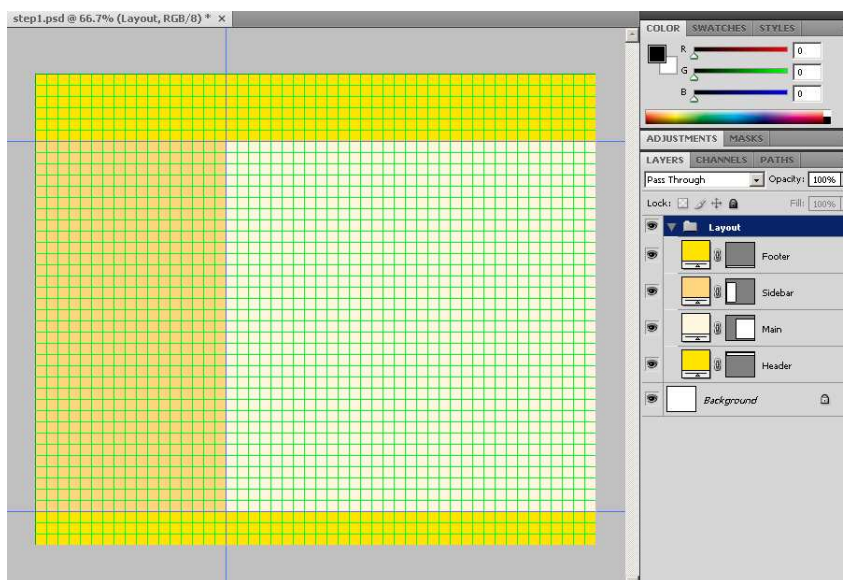 step1.psd @ 66.7% (Layout, RGB/8) * ×
COLOR SWATCHES STYLES
R 0
G 0
B 0
ADJUSTMENTS MASKS
LAYERS CHANNELS PATHS
Pass Through Opacity: 100%
Lock: Fill: 100%
Layout
Footer
Sidebar
Main
Header
Background